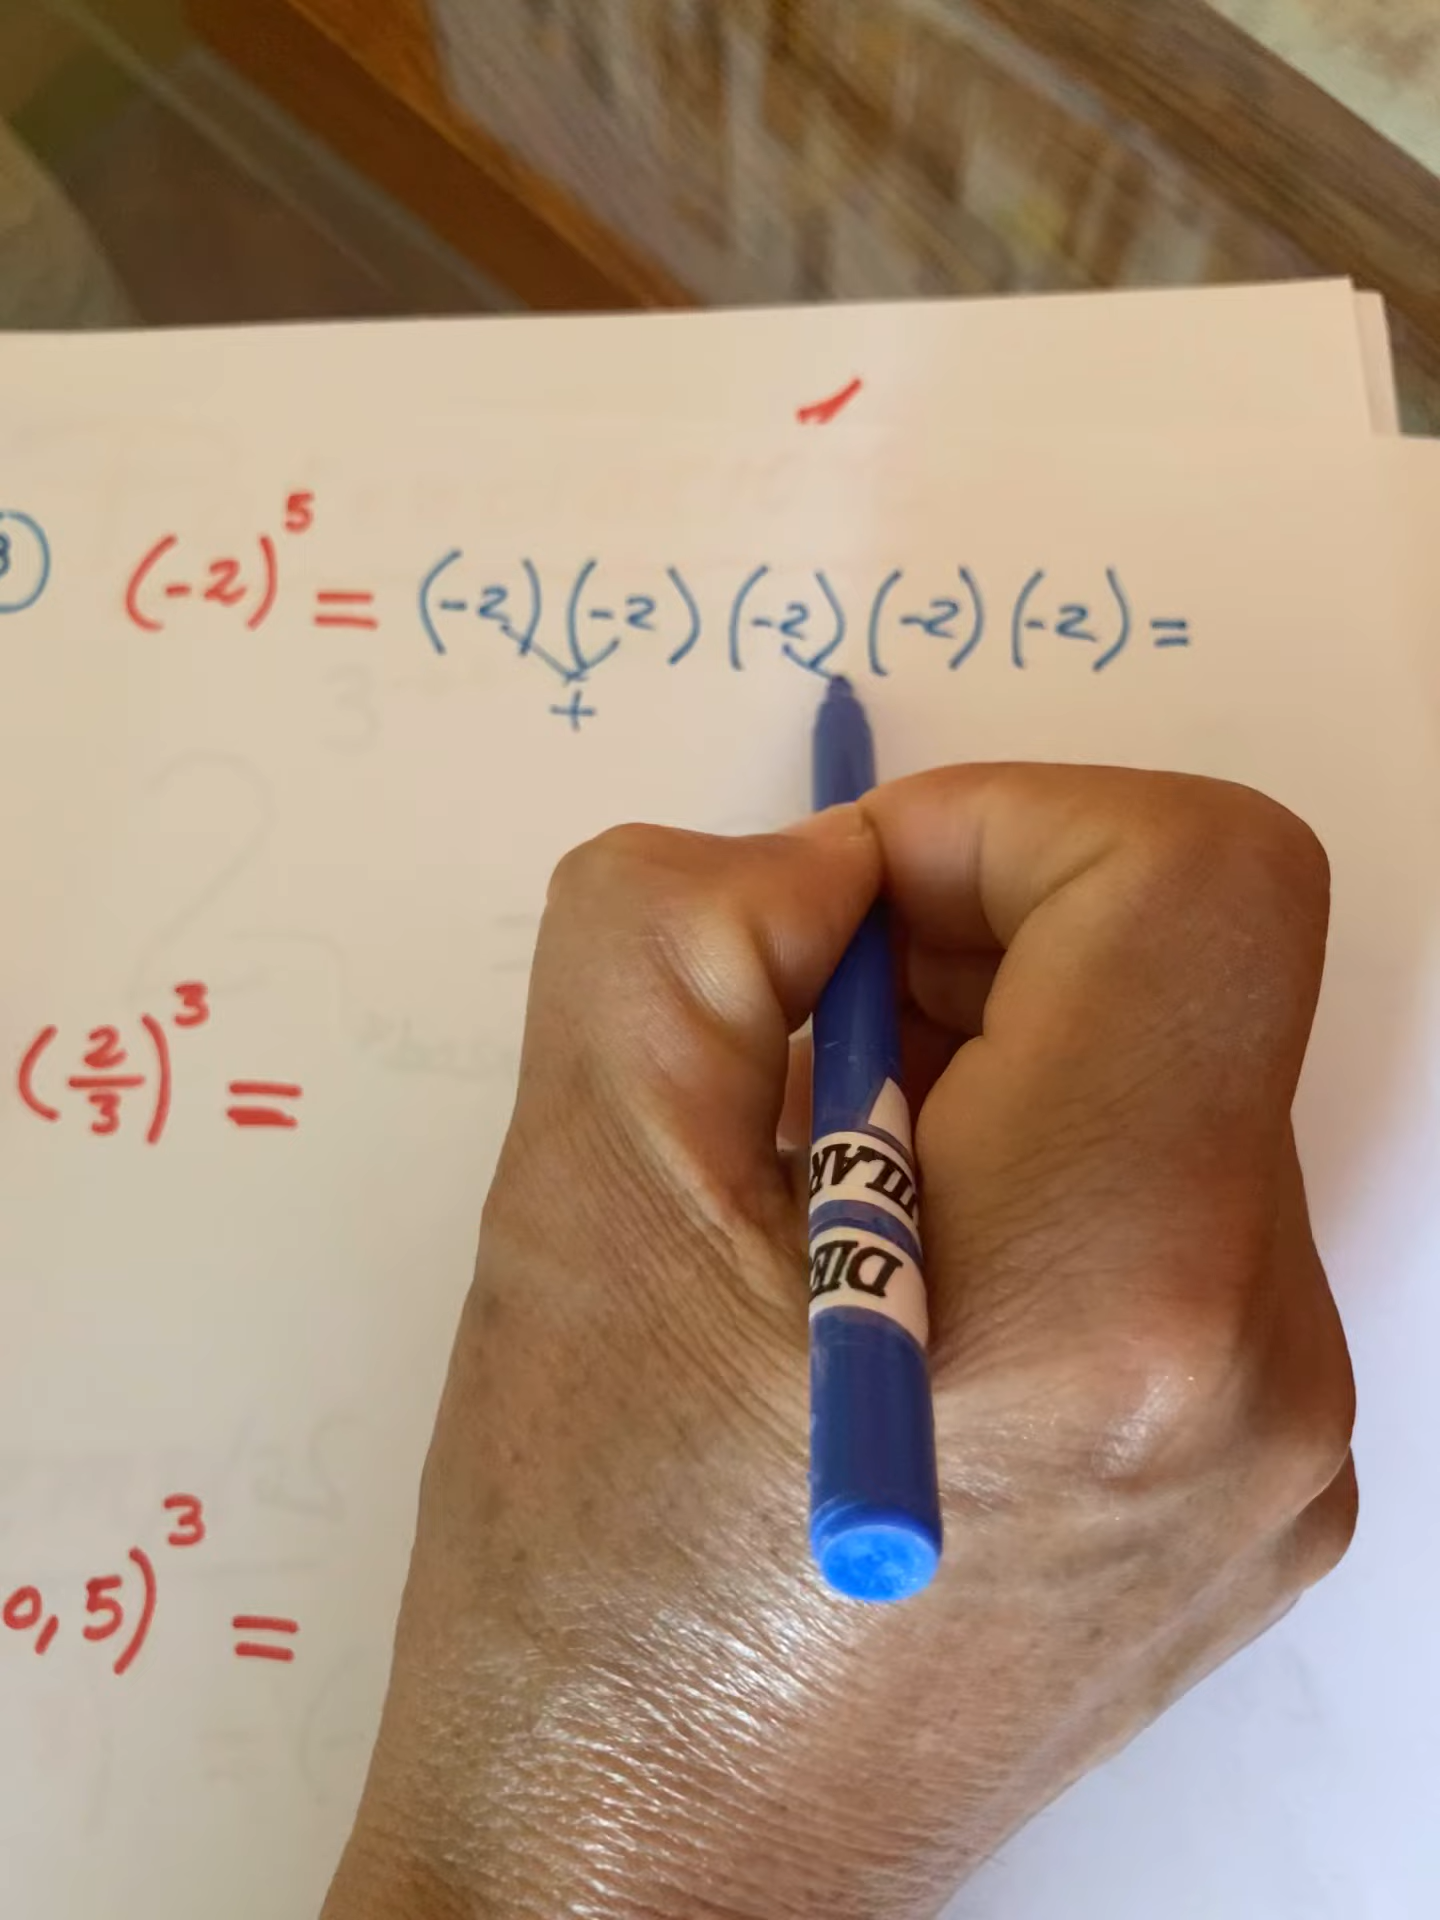 (-2)⁵ = (-2)(-2)(-2)(-2)(-2) =
+
(2/3)³ =
0,5)³ =